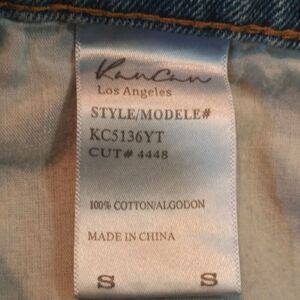 KanCan
Los Angeles
STYLE/MODELE#
KC5136YT
CUT# 4448
100% COTTON/ALGODON
MADE IN CHINA
S S